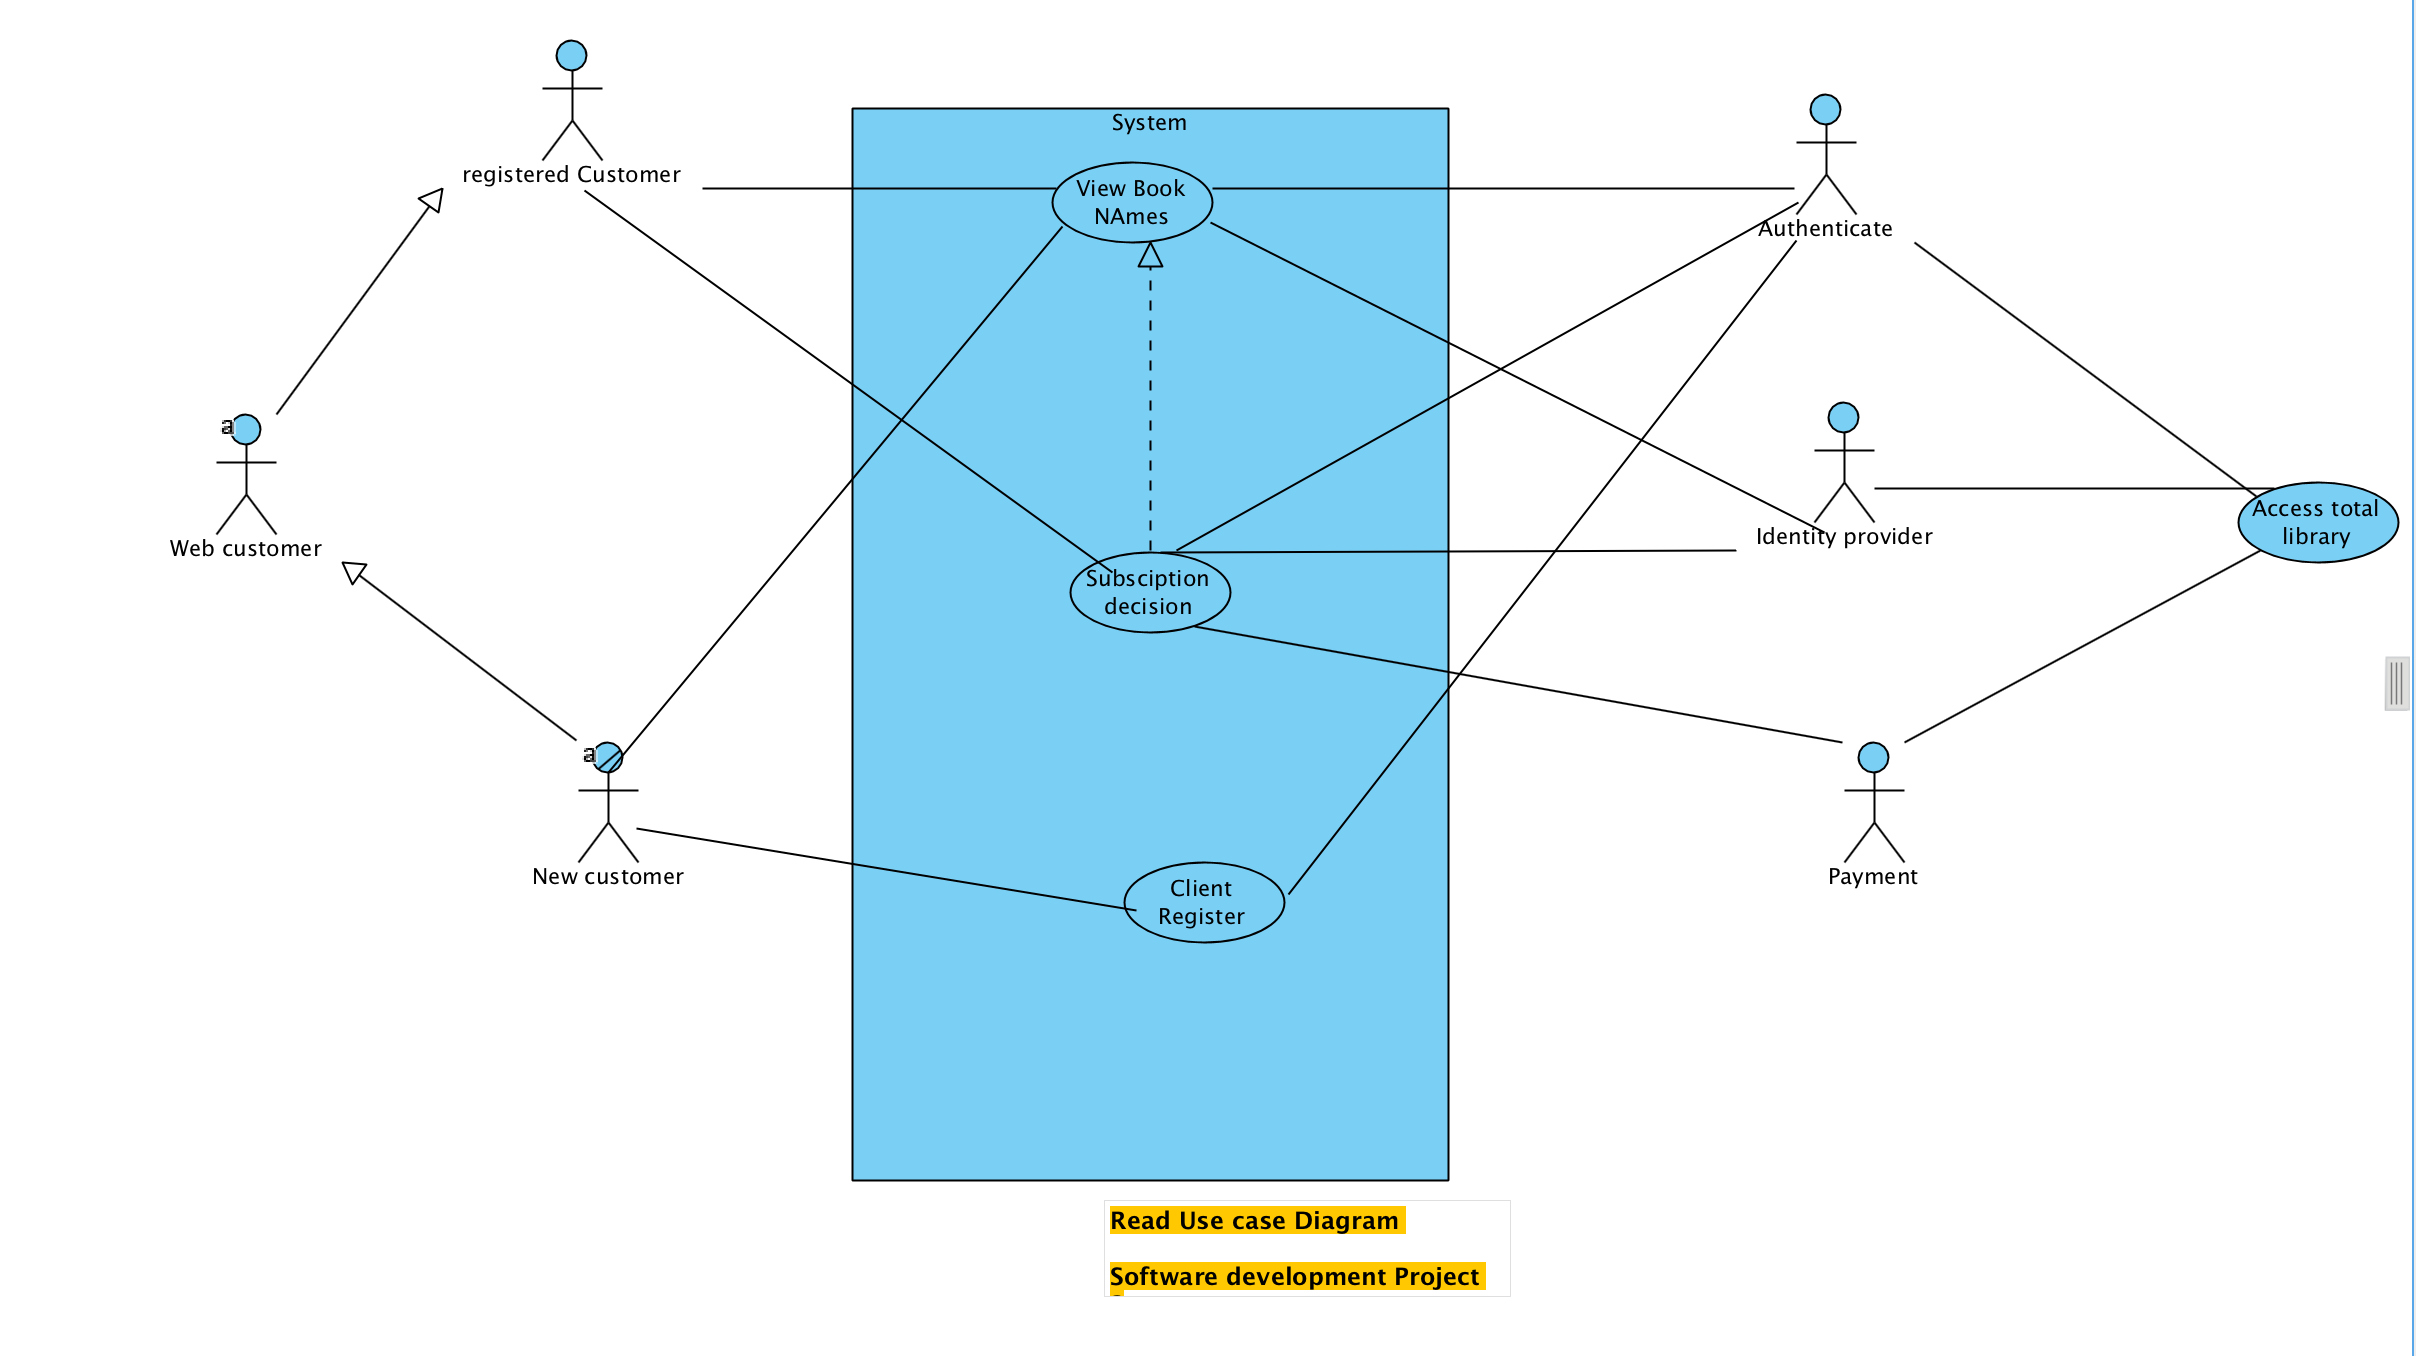 registered Customer
System
View Book
NAmes
Authenticate
a
Web customer
Identity provider
Access total
library
Subsciption
decision
a
New customer
Client
Register
Payment
Read Use case Diagram
Software development Project